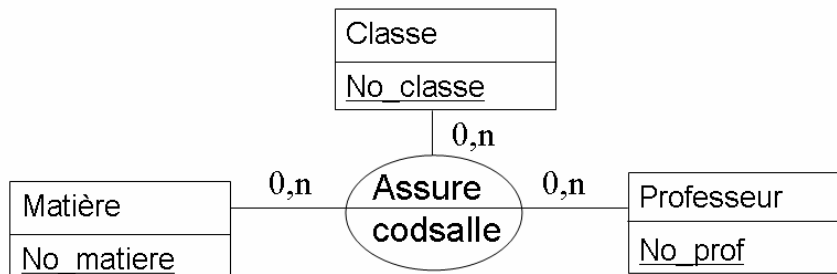 Classe
No_classe
0,n
0,n
0,n
Matière
No_matiere
Assure
codsalle
Professeur
No_prof